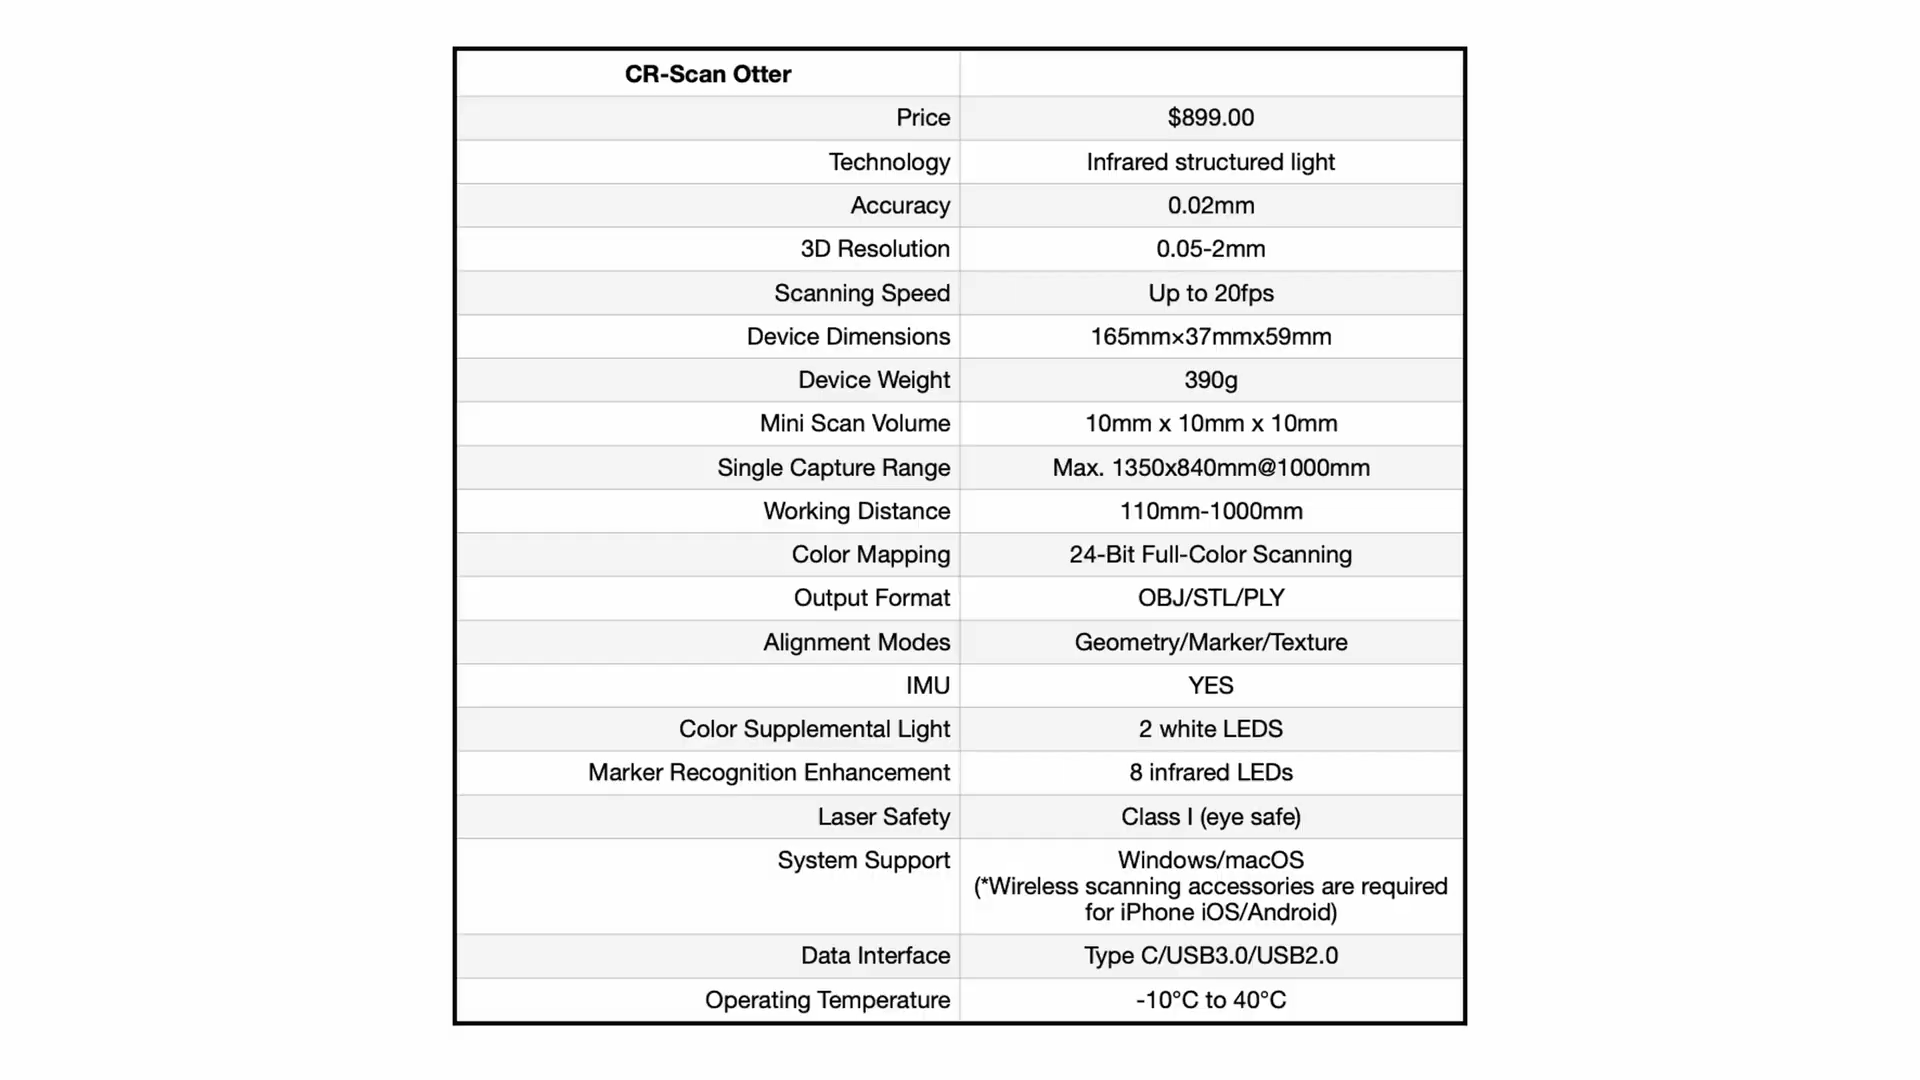 CR-Scan Otter
Price $899.00
Technology Infrared structured light
Accuracy 0.02mm
3D Resolution 0.05-2mm
Scanning Speed Up to 20fps
Device Dimensions 165mm×37mmx59mm
Device Weight 390g
Mini Scan Volume 10mm x 10mm x 10mm
Single Capture Range Max. 1350x840mm@1000mm
Working Distance 110mm-1000mm
Color Mapping 24-Bit Full-Color Scanning
Output Format OBJ/STL/PLY
Alignment Modes Geometry/Marker/Texture
IMU YES
Color Supplemental Light 2 white LEDS
Marker Recognition Enhancement 8 infrared LEDs
Laser Safety Class I (eye safe)
System Support Windows/macOS
(*Wireless scanning accessories are required
for iPhone iOS/Android)
Data Interface Type C/USB3.0/USB2.0
Operating Temperature -10°C to 40°C